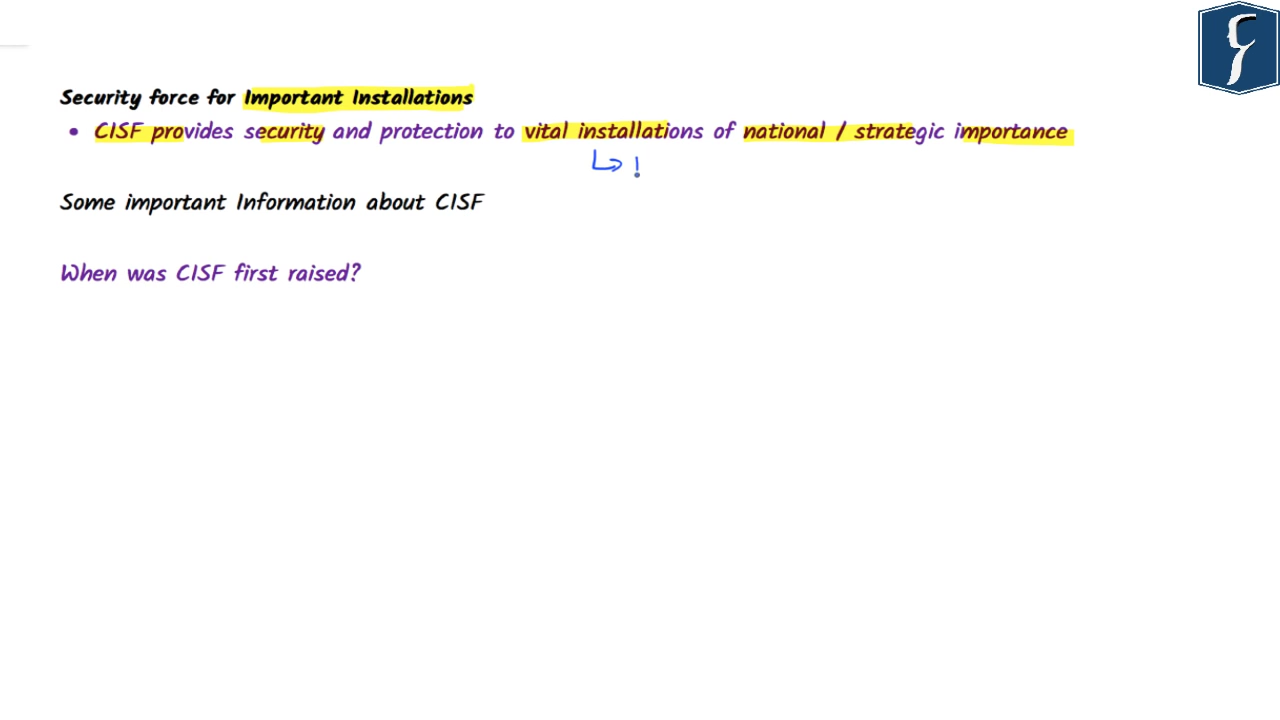 Security force for Important Installations
• CISF provides security and protection to vital installations of national / strategic importance
Some important Information about CISF
When was CISF first raised?